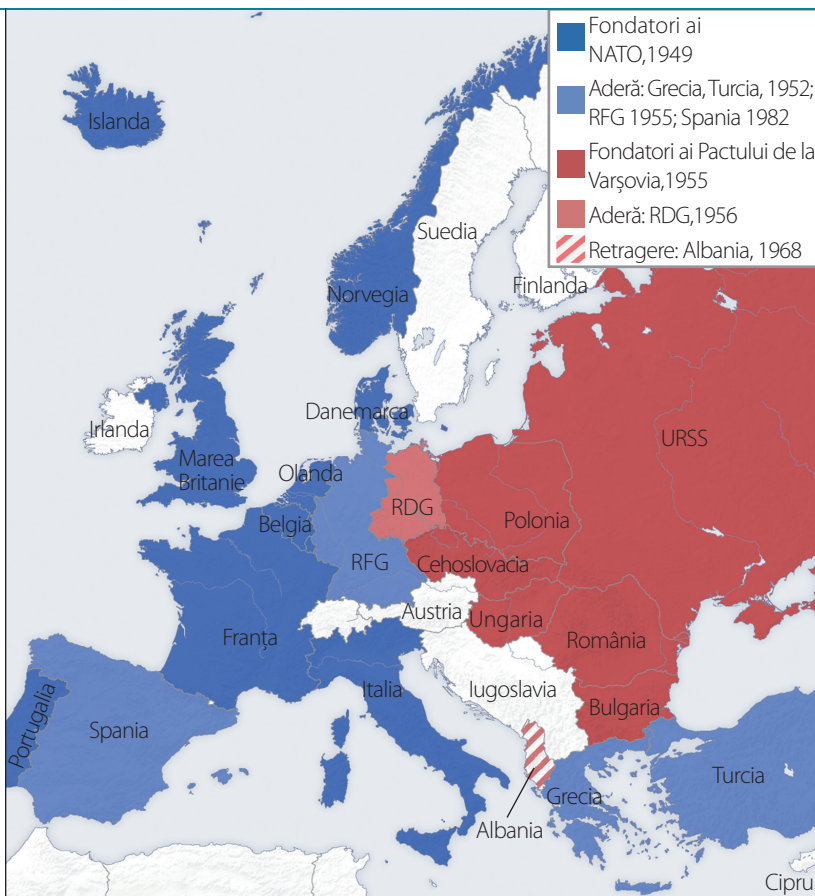 Fondatori ai
NATO,1949
Aderă: Grecia, Turcia, 1952;
RFG 1955; Spania 1982
Fondatori ai Pactului de la
Varşovia,1955
Aderă: RDG,1956
Retragere: Albania, 1968
Islanda
Suedia
Finlanda
Norvegia
Danemarca
Irlanda
Marea
Britanie
Olanda
Belgia
URSS
RDG
Polonia
RFG
Cehoslovacia
Austria
Ungaria
Franţa
România
Italia
Iugoslavia
Bulgaria
Portugalia
Spania
Turcia
Grecia
Albania
Cipru